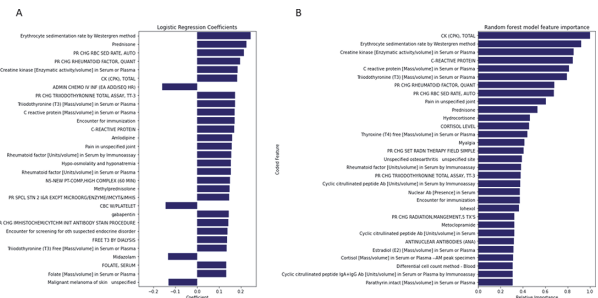 A
Logistic Regression Coefficients
Erythrocyte sedimentation rate by Westergren method
Prednisone
PR CHG RBC SED RATE, AUTO
PR CHG RHEUMATOID FACTOR, QUANT
Creatine kinase [Enzymatic activity/volume] in Serum or Plasma
CK (CPK), TOTAL
ADMIN CHEMO IV INF (EA ADD/SEQ HR)
PR CHG TRIIODOTHYRONINE TOTAL ASSAY, TT-3
Triiodothyronine (T3) [Mass/volume] in Serum or Plasma
C reactive protein [Mass/volume] in Serum or Plasma
Encounter for immunization
C-REACTIVE PROTEIN
Amlodipine
Pain in unspecified joint
Rheumatoid factor [Units/volume] in Serum by Immunoassay
Hypo-osmolality and hyponatremia
Rheumatoid factor [Units/volume] in Serum or Plasma
NS-NEW PT-COMP,HIGH COMPLEX (60 MIN)
Methylprednisolone
PR SPCL STN 2 I&R EXCPT MICROORG/ENZYME/IMCYT&IMHIS
CBC W/PLATELET
gabapentin
PR CHG IMHISTOCHEM/CYTCHM INIT ANTIBODY STAIN PROCEDURE
Encounter for screening for oth suspected endocrine disorder
FREE T3 BY DIALYSIS
Triiodothyronine (T3) Free [Mass/volume] in Serum or Plasma
Midazolam
FOLATE, SERUM
Folate [Mass/volume] in Serum or Plasma
Malignant melanoma of skin unspecified
−0.2 −0.1 0.0 0.1 0.2
Coefficient
B
Random forest model feature importance
Coded Feature
CK (CPK), TOTAL
Erythrocyte sedimentation rate by Westergren method
Creatine kinase [Enzymatic activity/volume] in Serum or Plasma
C-REACTIVE PROTEIN
C reactive protein [Mass/volume] in Serum or Plasma
Triiodothyronine (T3) [Mass/volume] in Serum or Plasma
PR CHG RHEUMATOID FACTOR, QUANT
PR CHG RBC SED RATE, AUTO
Pain in unspecified joint
Prednisone
Hydrocortisone
CORTISOL LEVEL
Thyroxine (T4) free [Mass/volume] in Serum or Plasma
Myalgia
PR CHG SET RADN THERAPY FIELD SIMPLE
Unspecified osteoarthritis unspecified site
Rheumatoid factor [Units/volume] in Serum by Immunoassay
PR CHG TRIIODOTHYRONINE TOTAL ASSAY, TT-3
Cyclic citrullinated peptide Ab [Units/volume] in Serum by Immunoassay
Nuclear Ab [Presence] in Serum
Encounter for immunization
Iohexol
PR CHG RADIATION,MANGEMENT,5 TX'S
Metoclopramide
Cyclic citrullinated peptide Ab [Units/volume] in Serum
ANTINUCLEAR ANTIBODIES (ANA)
Estradiol (E2) [Mass/volume] in Serum or Plasma
Cortisol [Mass/volume] in Serum or Plasma --AM peak specimen
Differential cell count method - Blood
Cyclic citrullinated peptide IgA+IgG Ab [Units/volume] in Serum by Immunoassay
Parathyrin intact [Mass/volume] in Serum or Plasma
0.0 0.2 0.4 0.6 0.8 1.0
Relative Importance